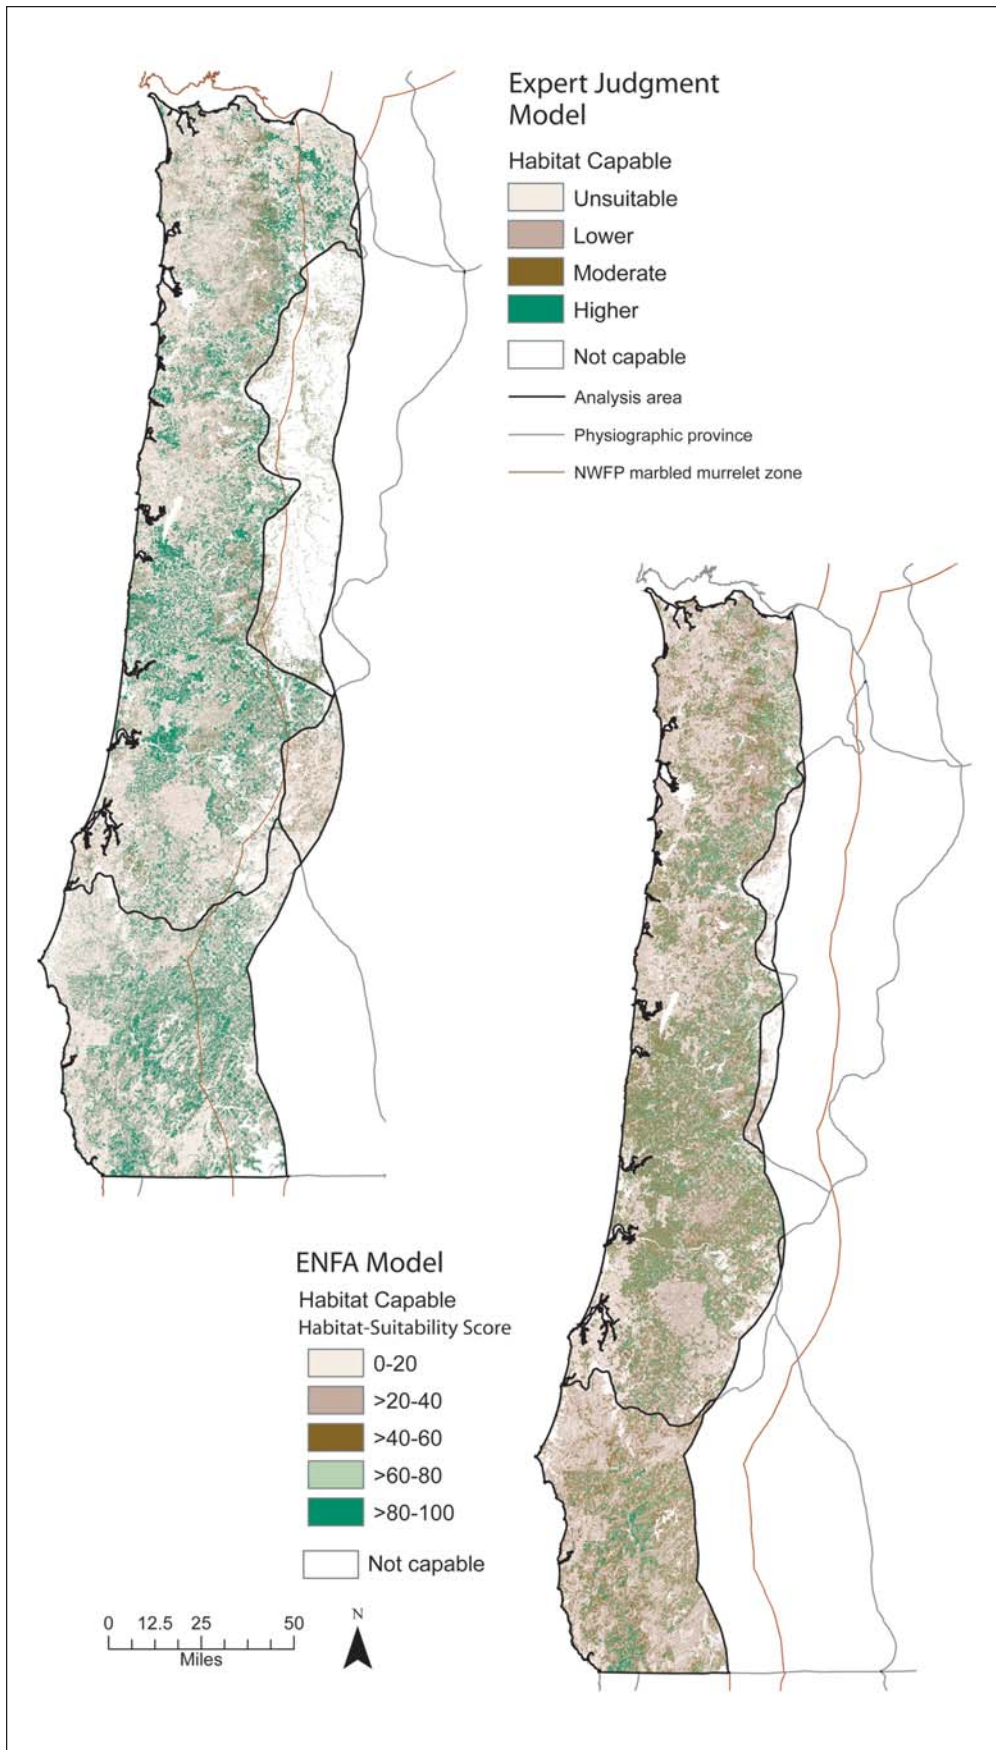 Expert Judgment
Model
Habitat Capable
Unsuitable
Lower
Moderate
Higher
Not capable
Analysis area
Physiographic province
NWFP marbled murrelet zone
ENFA Model
Habitat Capable
Habitat-Suitability Score
0-20
>20-40
>40-60
>60-80
>80-100
Not capable
0 12.5 25 50
Miles
N